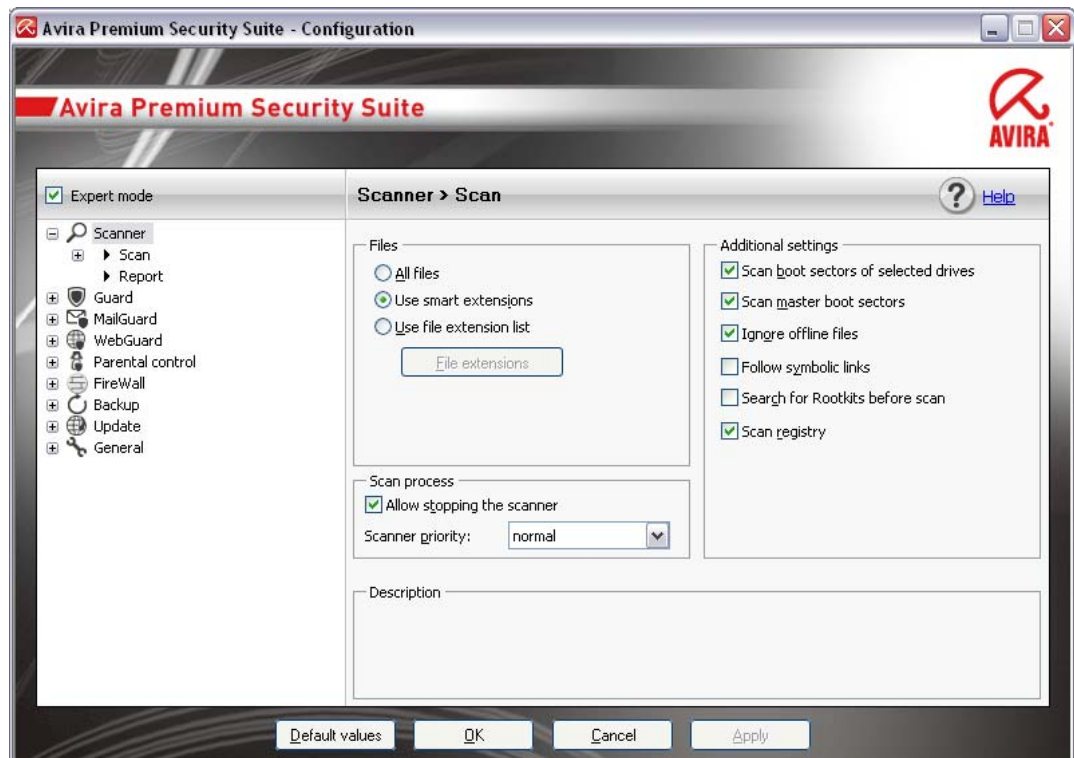 Avira Premium Security Suite - Configuration
Avira Premium Security Suite
AVIRA
Expert mode
Scanner > Scan
? Help
Scanner
Scan
Report
Guard
MailGuard
WebGuard
Parental control
FireWall
Backup
Update
General
Files
All files
Use smart extensions
Use file extension list
File extensions
Additional settings
Scan boot sectors of selected drives
Scan master boot sectors
Ignore offline files
Follow symbolic links
Search for Rootkits before scan
Scan registry
Scan process
Allow stopping the scanner
Scanner priority: normal
Description
Default values OK Cancel Apply